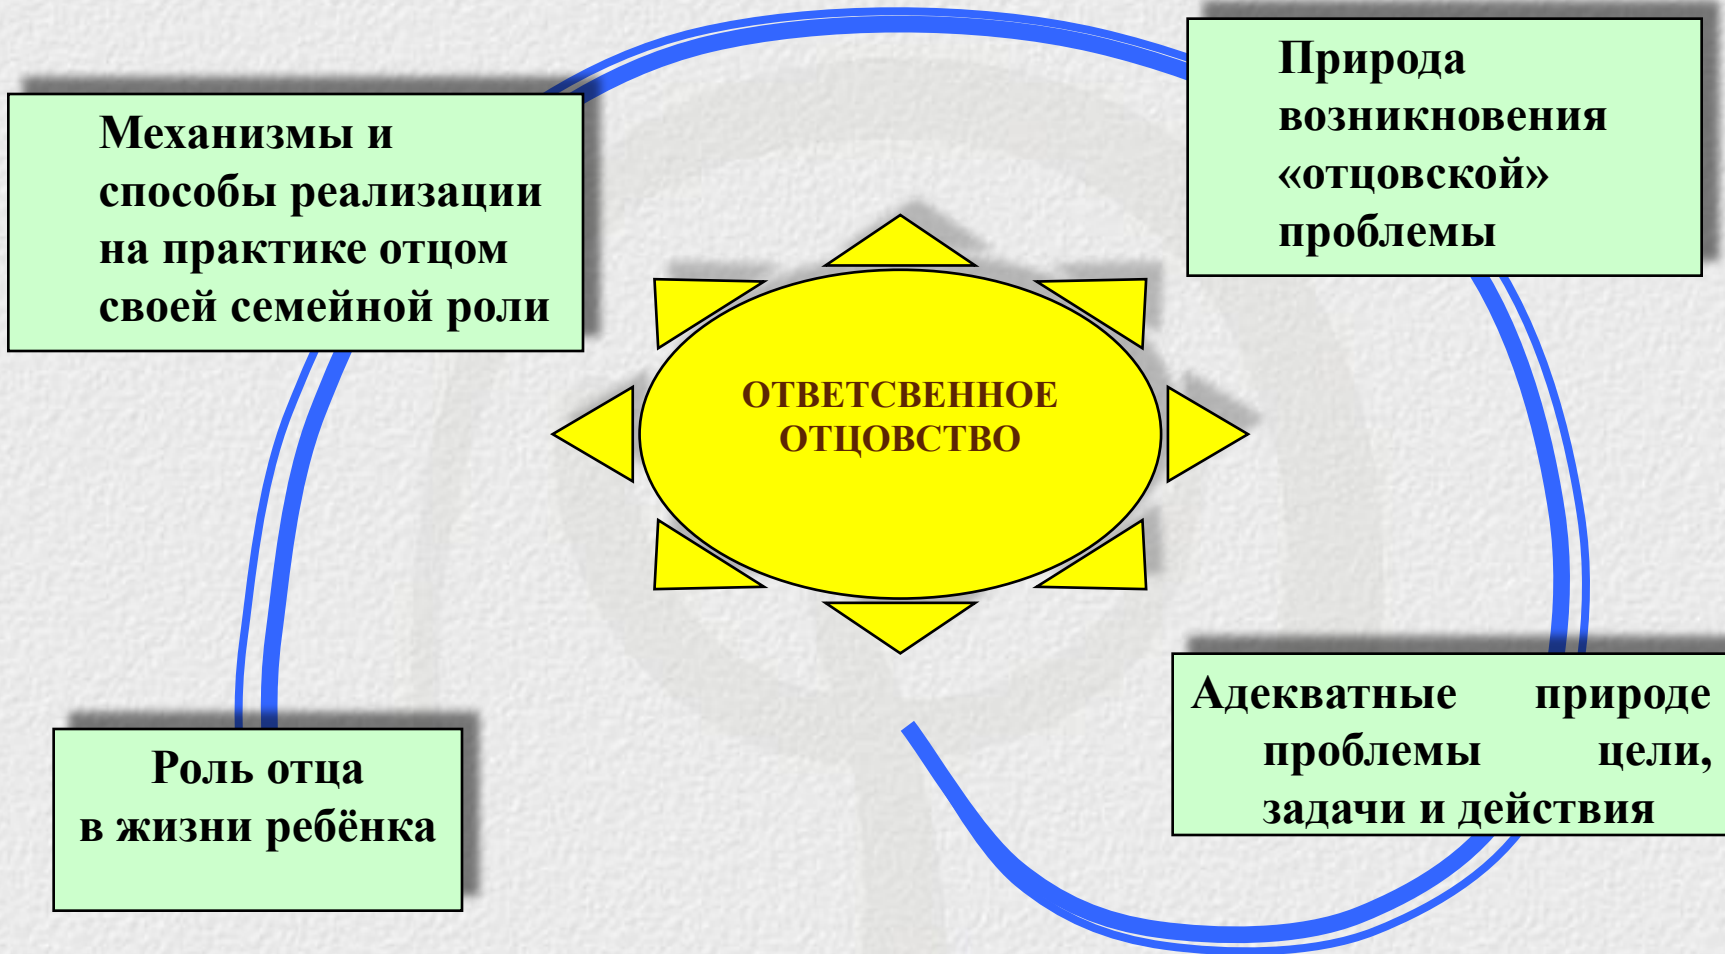 Механизмы и
способы реализации
на практике отцом
своей семейной роли
Природа
возникновения
«отцовской»
проблемы
ОТВЕТСВЕННОЕ
ОТЦОВСТВО
Роль отца
в жизни ребёнка
Адекватные природе
проблемы цели,
задачи и действия